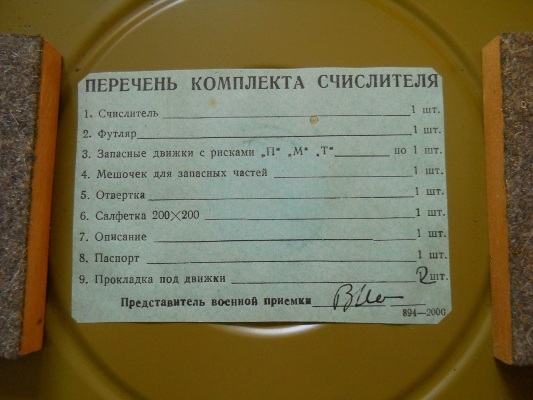 ПЕРЕЧЕНЬ КОМПЛЕКТА СЧИСЛИТЕЛЯ
1. Счислитель 1 шт.
2. Футляр 1 шт.
3. Запасные движки с рисками „П“ „М“ „Т“ по 1 шт.
4. Мешочек для запасных частей 1 шт.
5. Отвертка 1 шт.
6. Салфетка 200×200 1 шт.
7. Описание 1 шт.
8. Паспорт 1 шт.
9. Прокладка под движки 2 шт.
Представитель военной приемки
894—2000